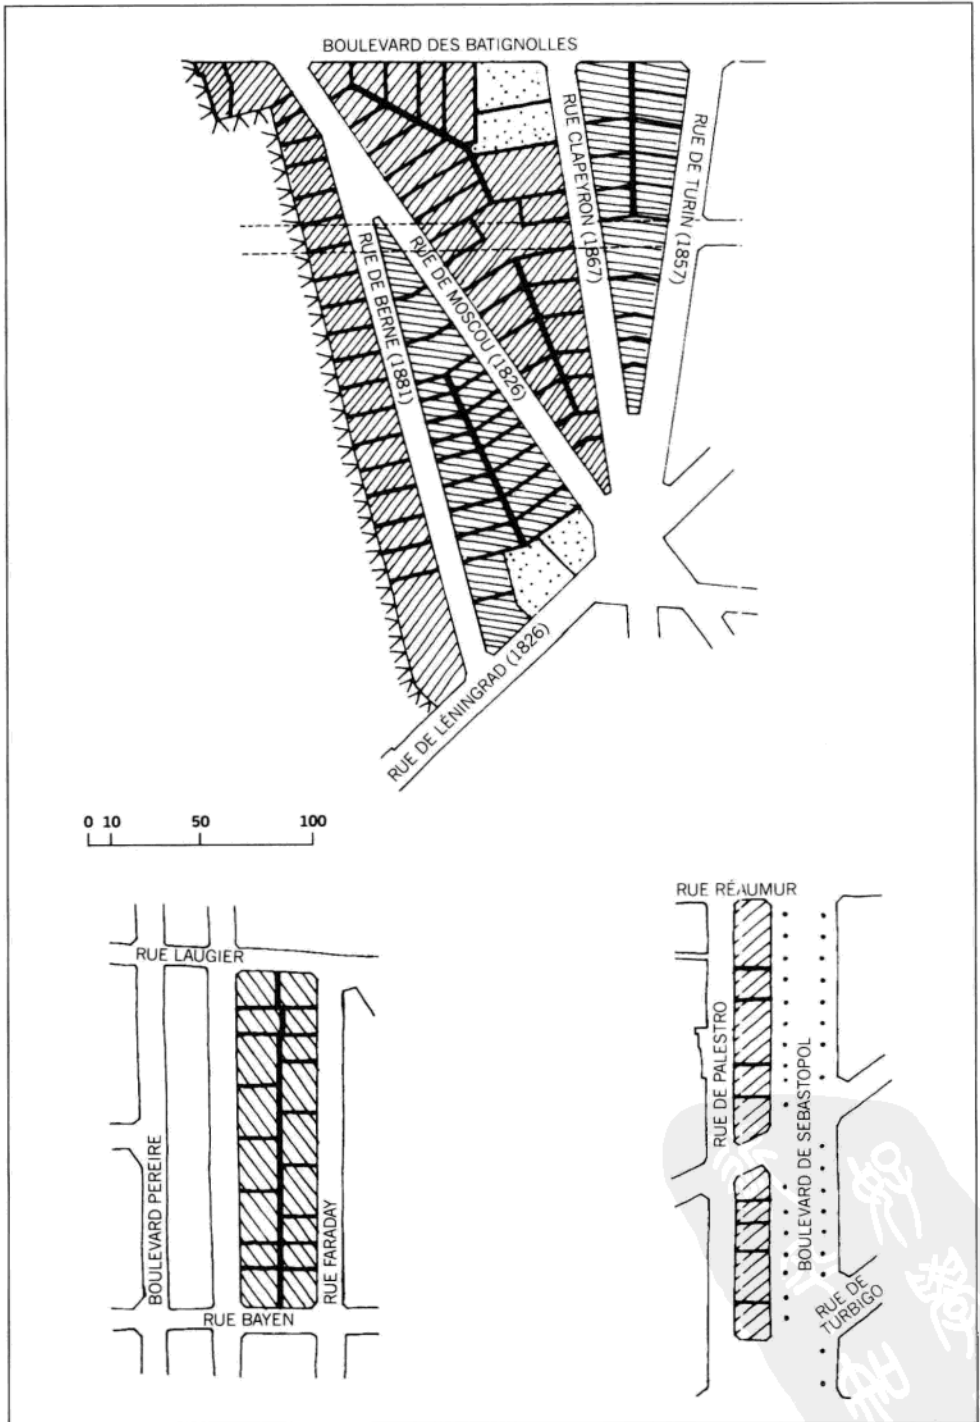 BOULEVARD DES BATIGNOLLES
RUE CLAPEYRON (1867)
RUE DE TURIN (1857)
RUE DE BERNE (1881)
RUE DE MOSCOU (1826)
RUE DE LÉNINGRAD (1826)
0 10 50 100
RUE LAUGIER
BOULEVARD PEREIRE
RUE FARADAY
RUE BAYEN
RUE RÉAUMUR
RUE DE PALESTRO
BOULEVARD DE SEBASTOPOL
RUE DE
TURBIGO